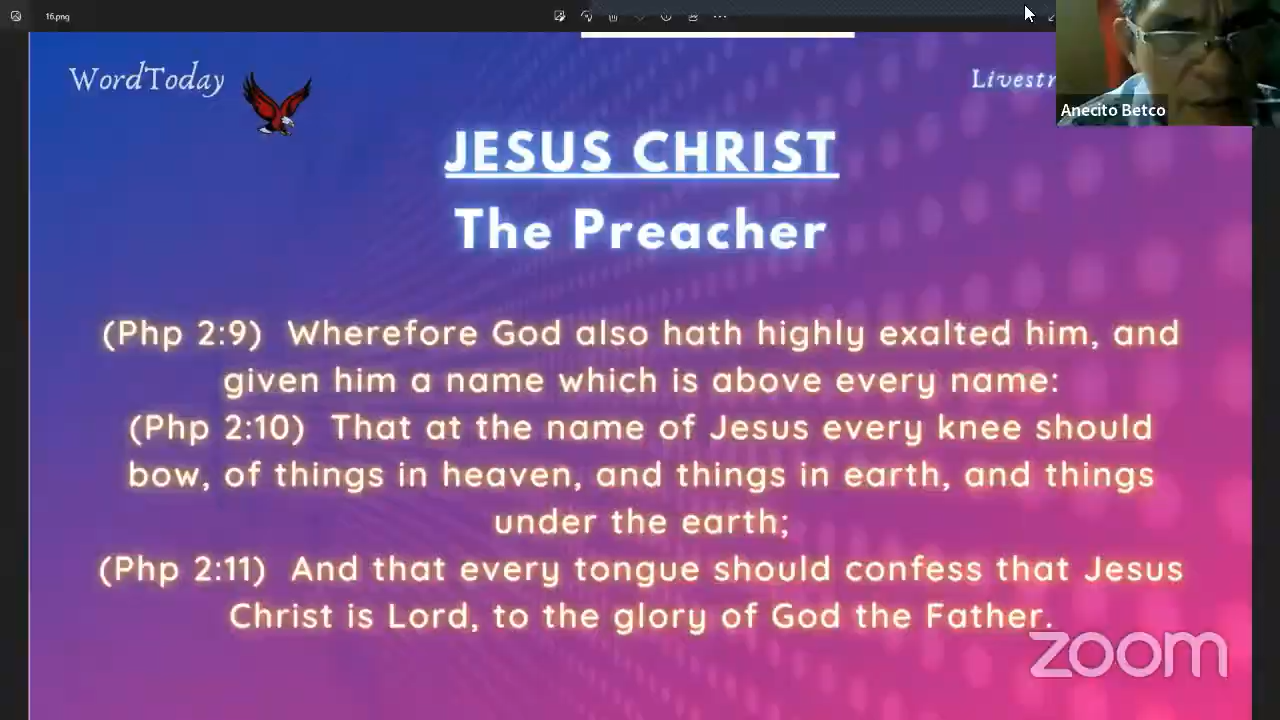 16.png
WordToday
Livestr
Anecito Betco
JESUS CHRIST
The Preacher
(Php 2:9)  Wherefore God also hath highly exalted him, and
given him a name which is above every name:
(Php 2:10)  That at the name of Jesus every knee should
bow, of things in heaven, and things in earth, and things
under the earth;
(Php 2:11)  And that every tongue should confess that Jesus
Christ is Lord, to the glory of God the Father.
zoom